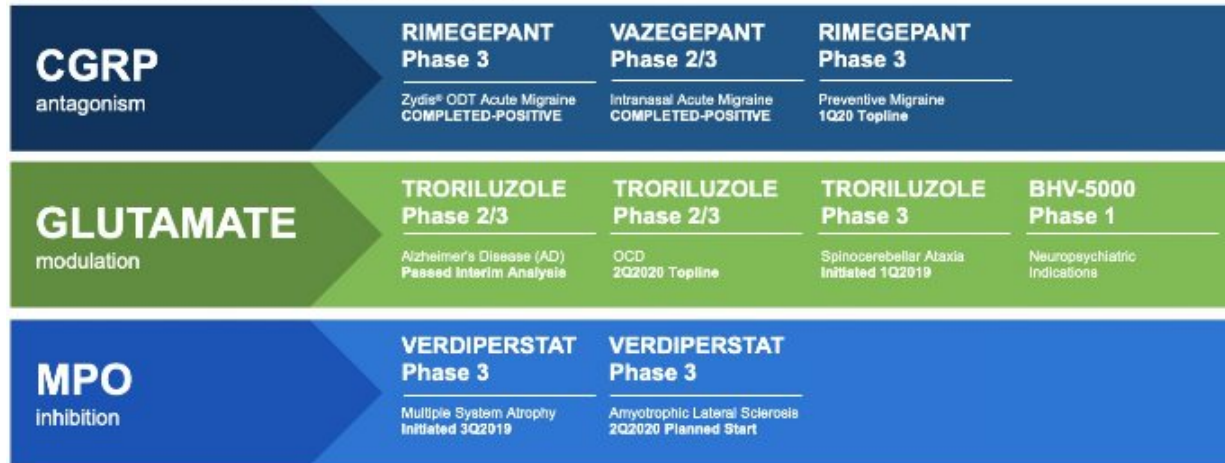 CGRP
antagonism
RIMEGEPANT
Phase 3
Zydis® ODT Acute Migraine
COMPLETED-POSITIVE
VAZEGEPANT
Phase 2/3
Intranasal Acute Migraine
COMPLETED-POSITIVE
RIMEGEPANT
Phase 3
Preventive Migraine
1Q20 Topline
GLUTAMATE
modulation
TRORILUZOLE
Phase 2/3
Alzheimer's Disease (AD)
Passed Interim Analysis
TRORILUZOLE
Phase 2/3
OCD
2Q2020 Topline
TRORILUZOLE
Phase 3
Spinocerebellar Ataxia
Initiated 1Q2019
BHV-5000
Phase 1
Neuropsychiatric
Indications
MPO
inhibition
VERDIPERSTAT
Phase 3
Multiple System Atrophy
Initiated 3Q2019
VERDIPERSTAT
Phase 3
Amyotrophic Lateral Sclerosis
2Q2020 Planned Start